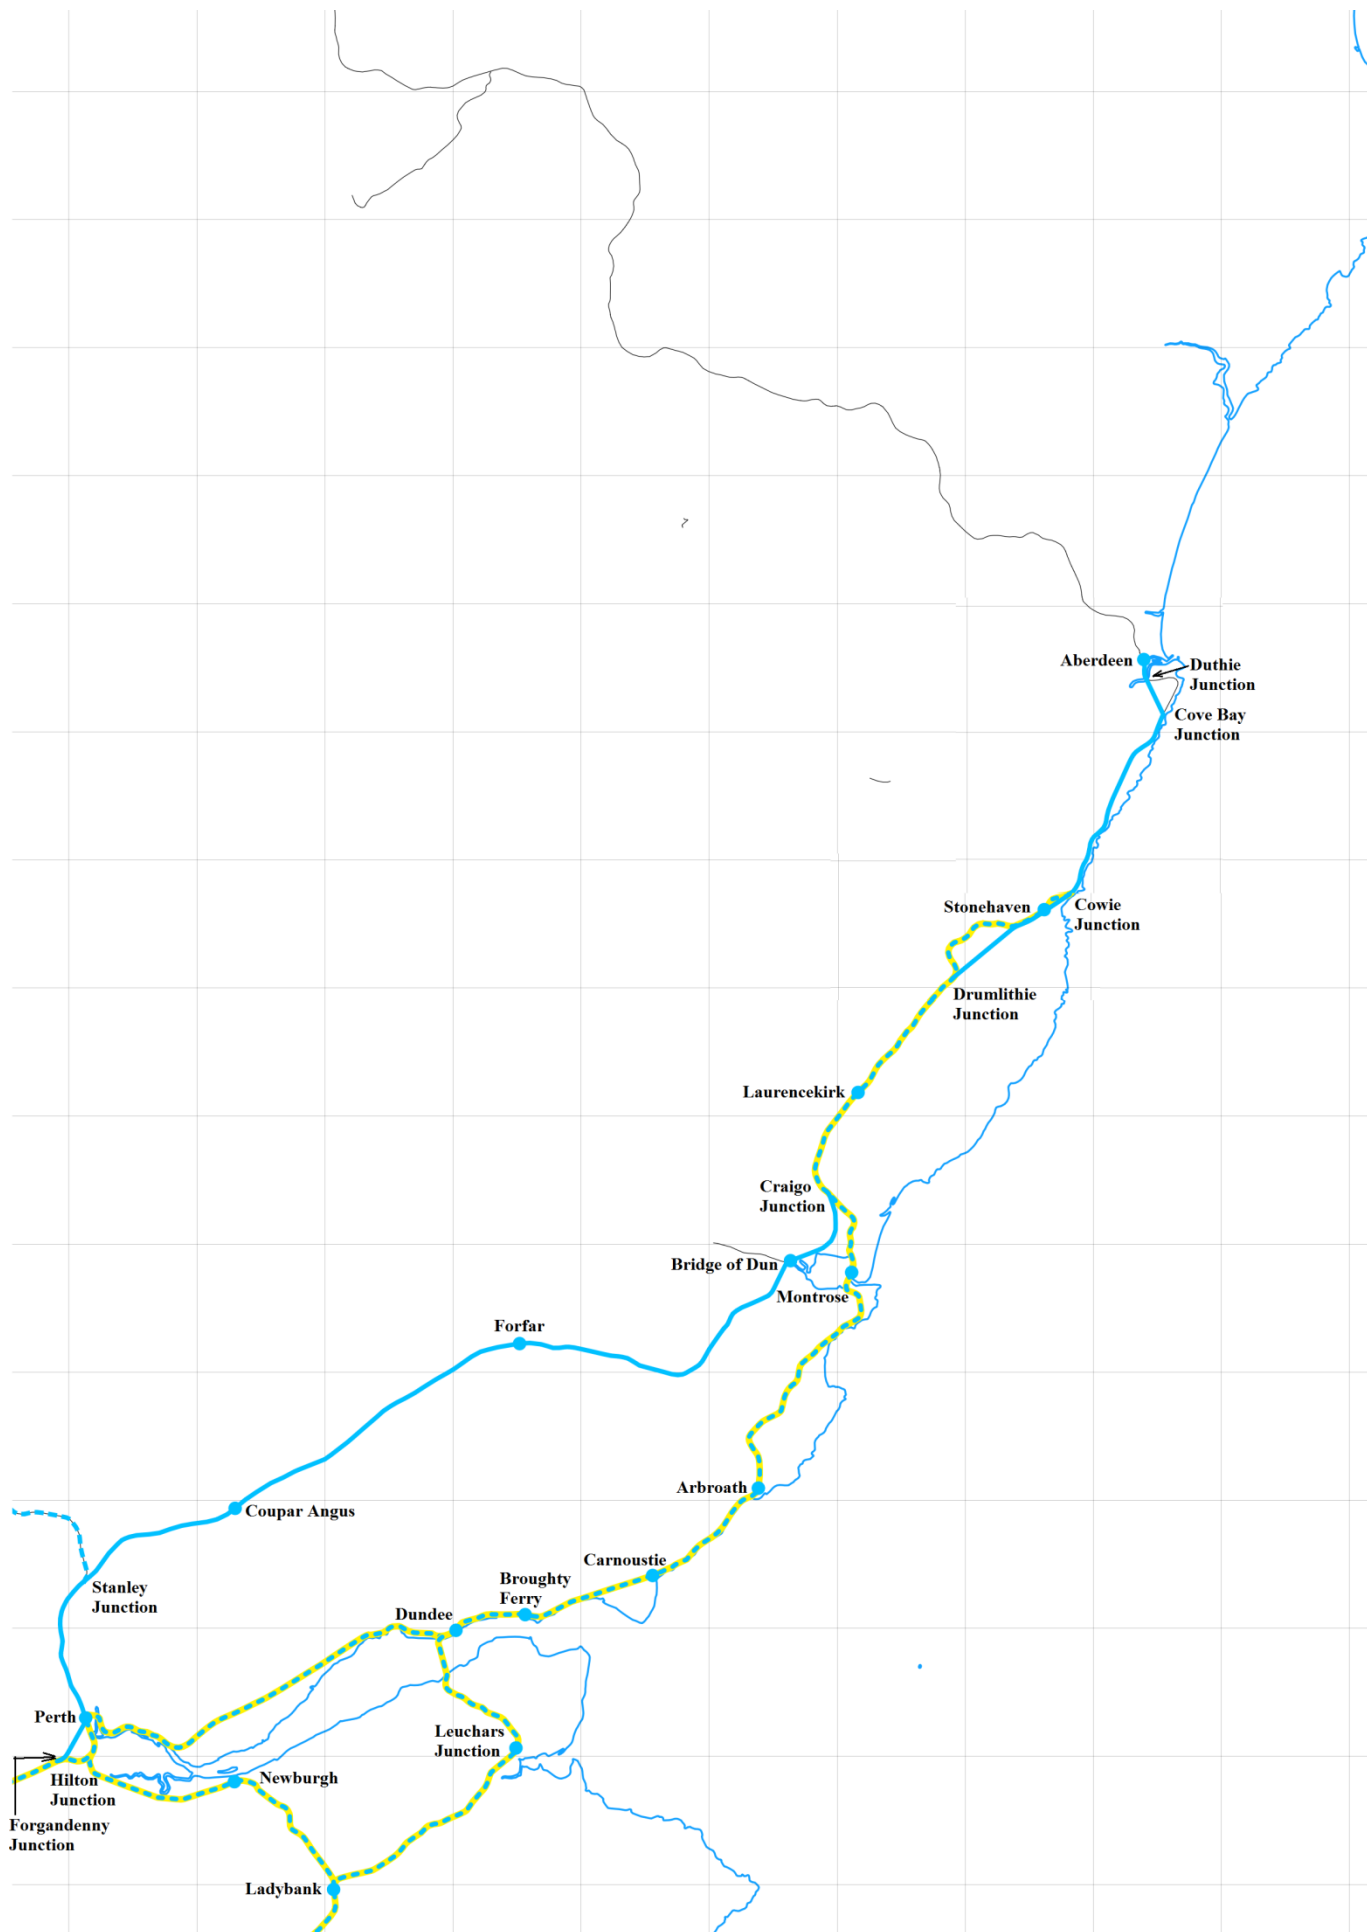 Aberdeen
Duthie
Junction
Cove Bay
Junction
Stonehaven
Cowie
Junction
Drumlithie
Junction
Laurencekirk
Craigo
Junction
Bridge of Dun
Montrose
Forfar
Arbroath
Coupar Angus
Carnoustie
Broughty
Ferry
Stanley
Junction
Dundee
Perth
Leuchars
Junction
Newburgh
Hilton
Junction
Forgandenny
Junction
Ladybank